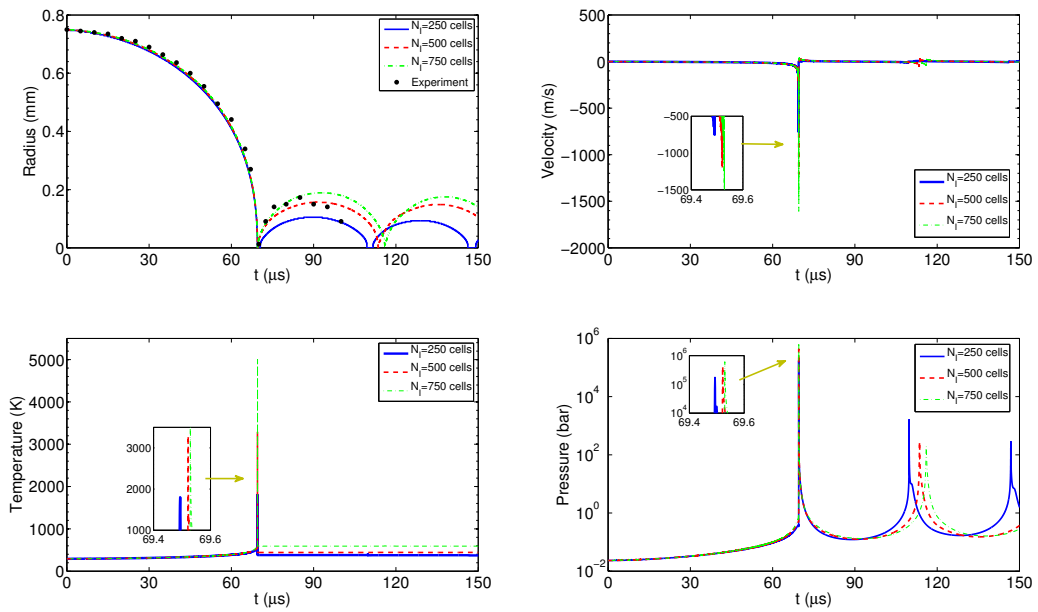 0.8
0.6
0.4
0.2
0
0 30 60 90 120 150
Radius (mm)
t (μs)
N_I=250 cells
N_I=500 cells
N_I=750 cells
Experiment
500
0
−500
−1000
−1500
−2000
0 30 60 90 120 150
Velocity (m/s)
t (μs)
−500
−1000
−1500
69.4 69.6
N_I=250 cells
N_I=500 cells
N_I=750 cells
5000
4000
3000
2000
1000
0
0 30 60 90 120 150
Temperature (K)
t (μs)
3000
2000
1000
69.4 69.6
N_I=250 cells
N_I=500 cells
N_I=750 cells
10^6
10^4
10^2
10^0
10^−2
0 30 60 90 120 150
Pressure (bar)
t (μs)
10^6
10^5
10^4
69.4 69.6
N_I=250 cells
N_I=500 cells
N_I=750 cells